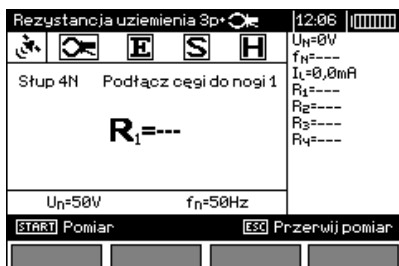 Rezystancja uziemienia 3p+ 12:06
E S H
UN=0V
fN=---
IL=0,0mA
Słup 4N Podłącz cęgi do nogi 1
R1=---
R2=---
R3=---
R4=---
R1=---
Un=50V fn=50Hz
START Pomiar ESC Przerwij pomiar